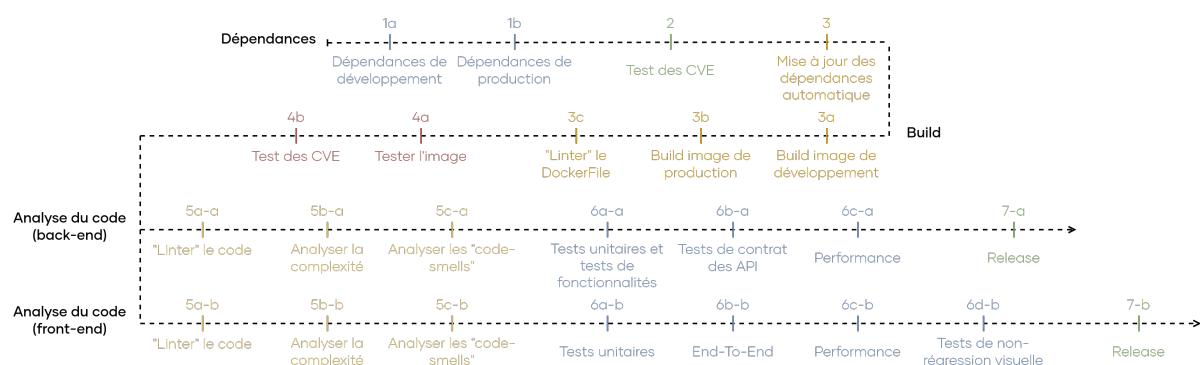 1a
1b
2
3
Dépendances
Dépendances de
développement
Dépendances de
production
Test des CVE
Mise à jour des
dépendances
automatique
4b
4a
3c
3b
3a
Build
Test des CVE
Tester l'image
"Linter" le
DockerFile
Build image de
production
Build image de
développement
Analyse du code
(back-end)
5a-a
5b-a
5c-a
6a-a
6b-a
6c-a
7-a
"Linter" le code
Analyser la
complexité
Analyser les "code-
smells"
Tests unitaires et
tests de
fonctionnalités
Tests de contrat
des API
Performance
Release
Analyse du code
(front-end)
5a-b
5b-b
5c-b
6a-b
6b-b
6c-b
6d-b
7-b
"Linter" le code
Analyser la
complexité
Analyser les "code-
smells"
Tests unitaires
End-To-End
Performance
Tests de non-
régression visuelle
Release